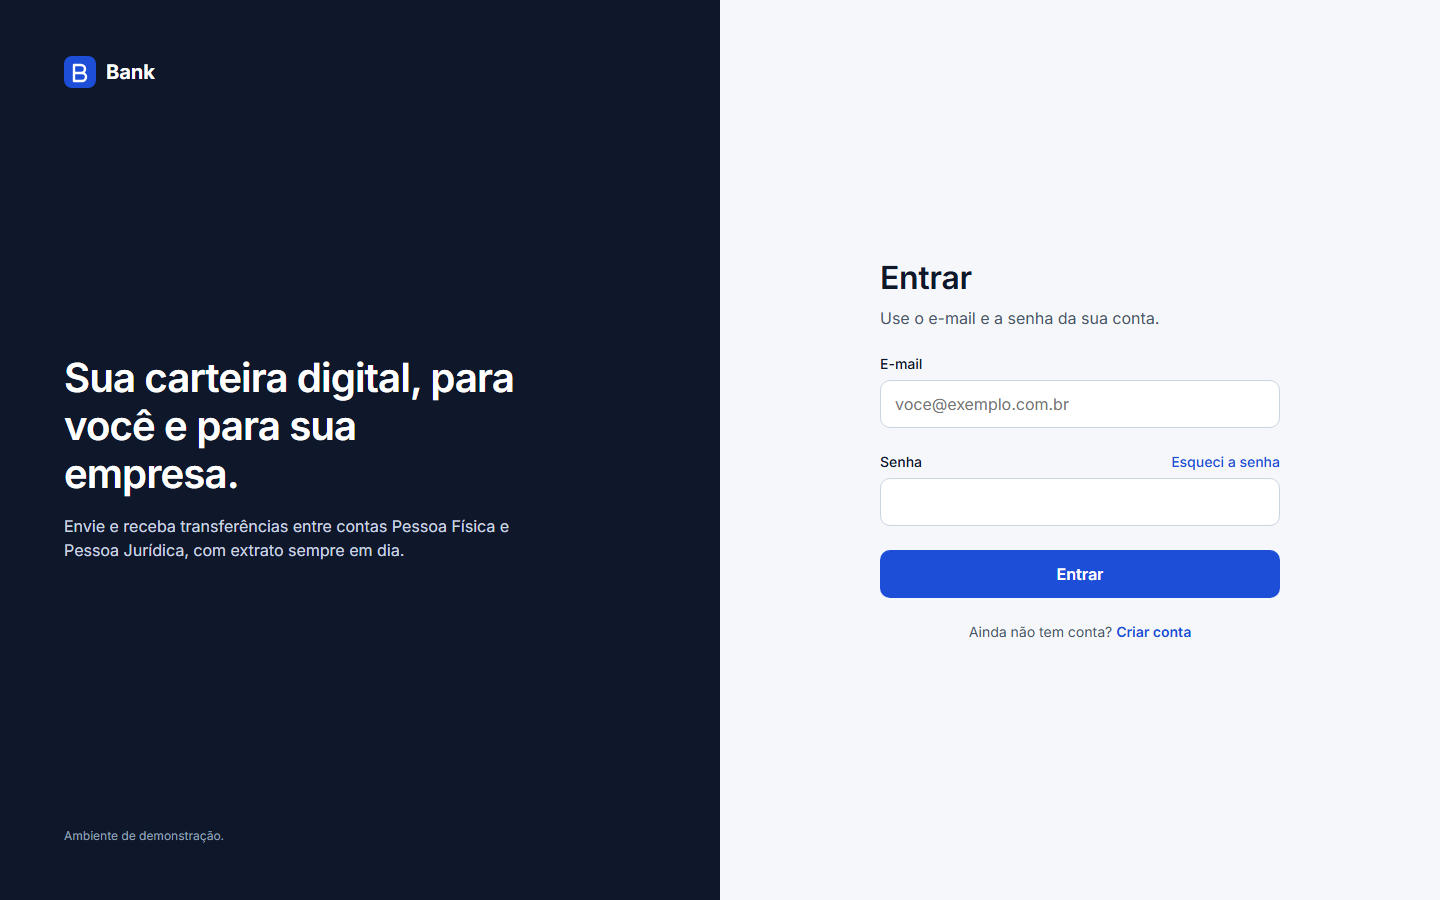 B Bank
Sua carteira digital, para
você e para sua
empresa.
Envie e receba transferências entre contas Pessoa Física e
Pessoa Jurídica, com extrato sempre em dia.
Ambiente de demonstração.
Entrar
Use o e-mail e a senha da sua conta.
E-mail
voce@exemplo.com.br
Senha Esqueci a senha
Entrar
Ainda não tem conta? Criar conta